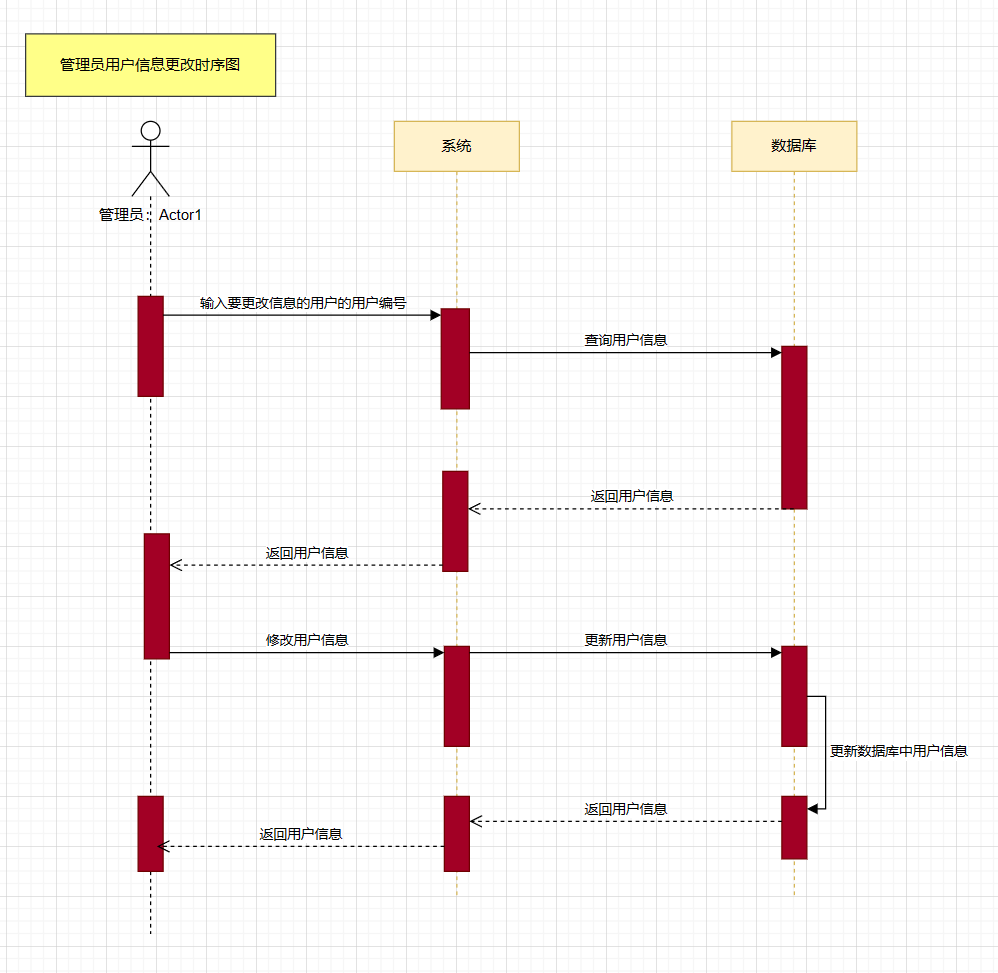 管理员用户信息更改时序图
系统
数据库
管理员：Actor1
输入要更改信息的用户的用户编号
查询用户信息
返回用户信息
返回用户信息
修改用户信息
更新用户信息
更新数据库中用户信息
返回用户信息
返回用户信息